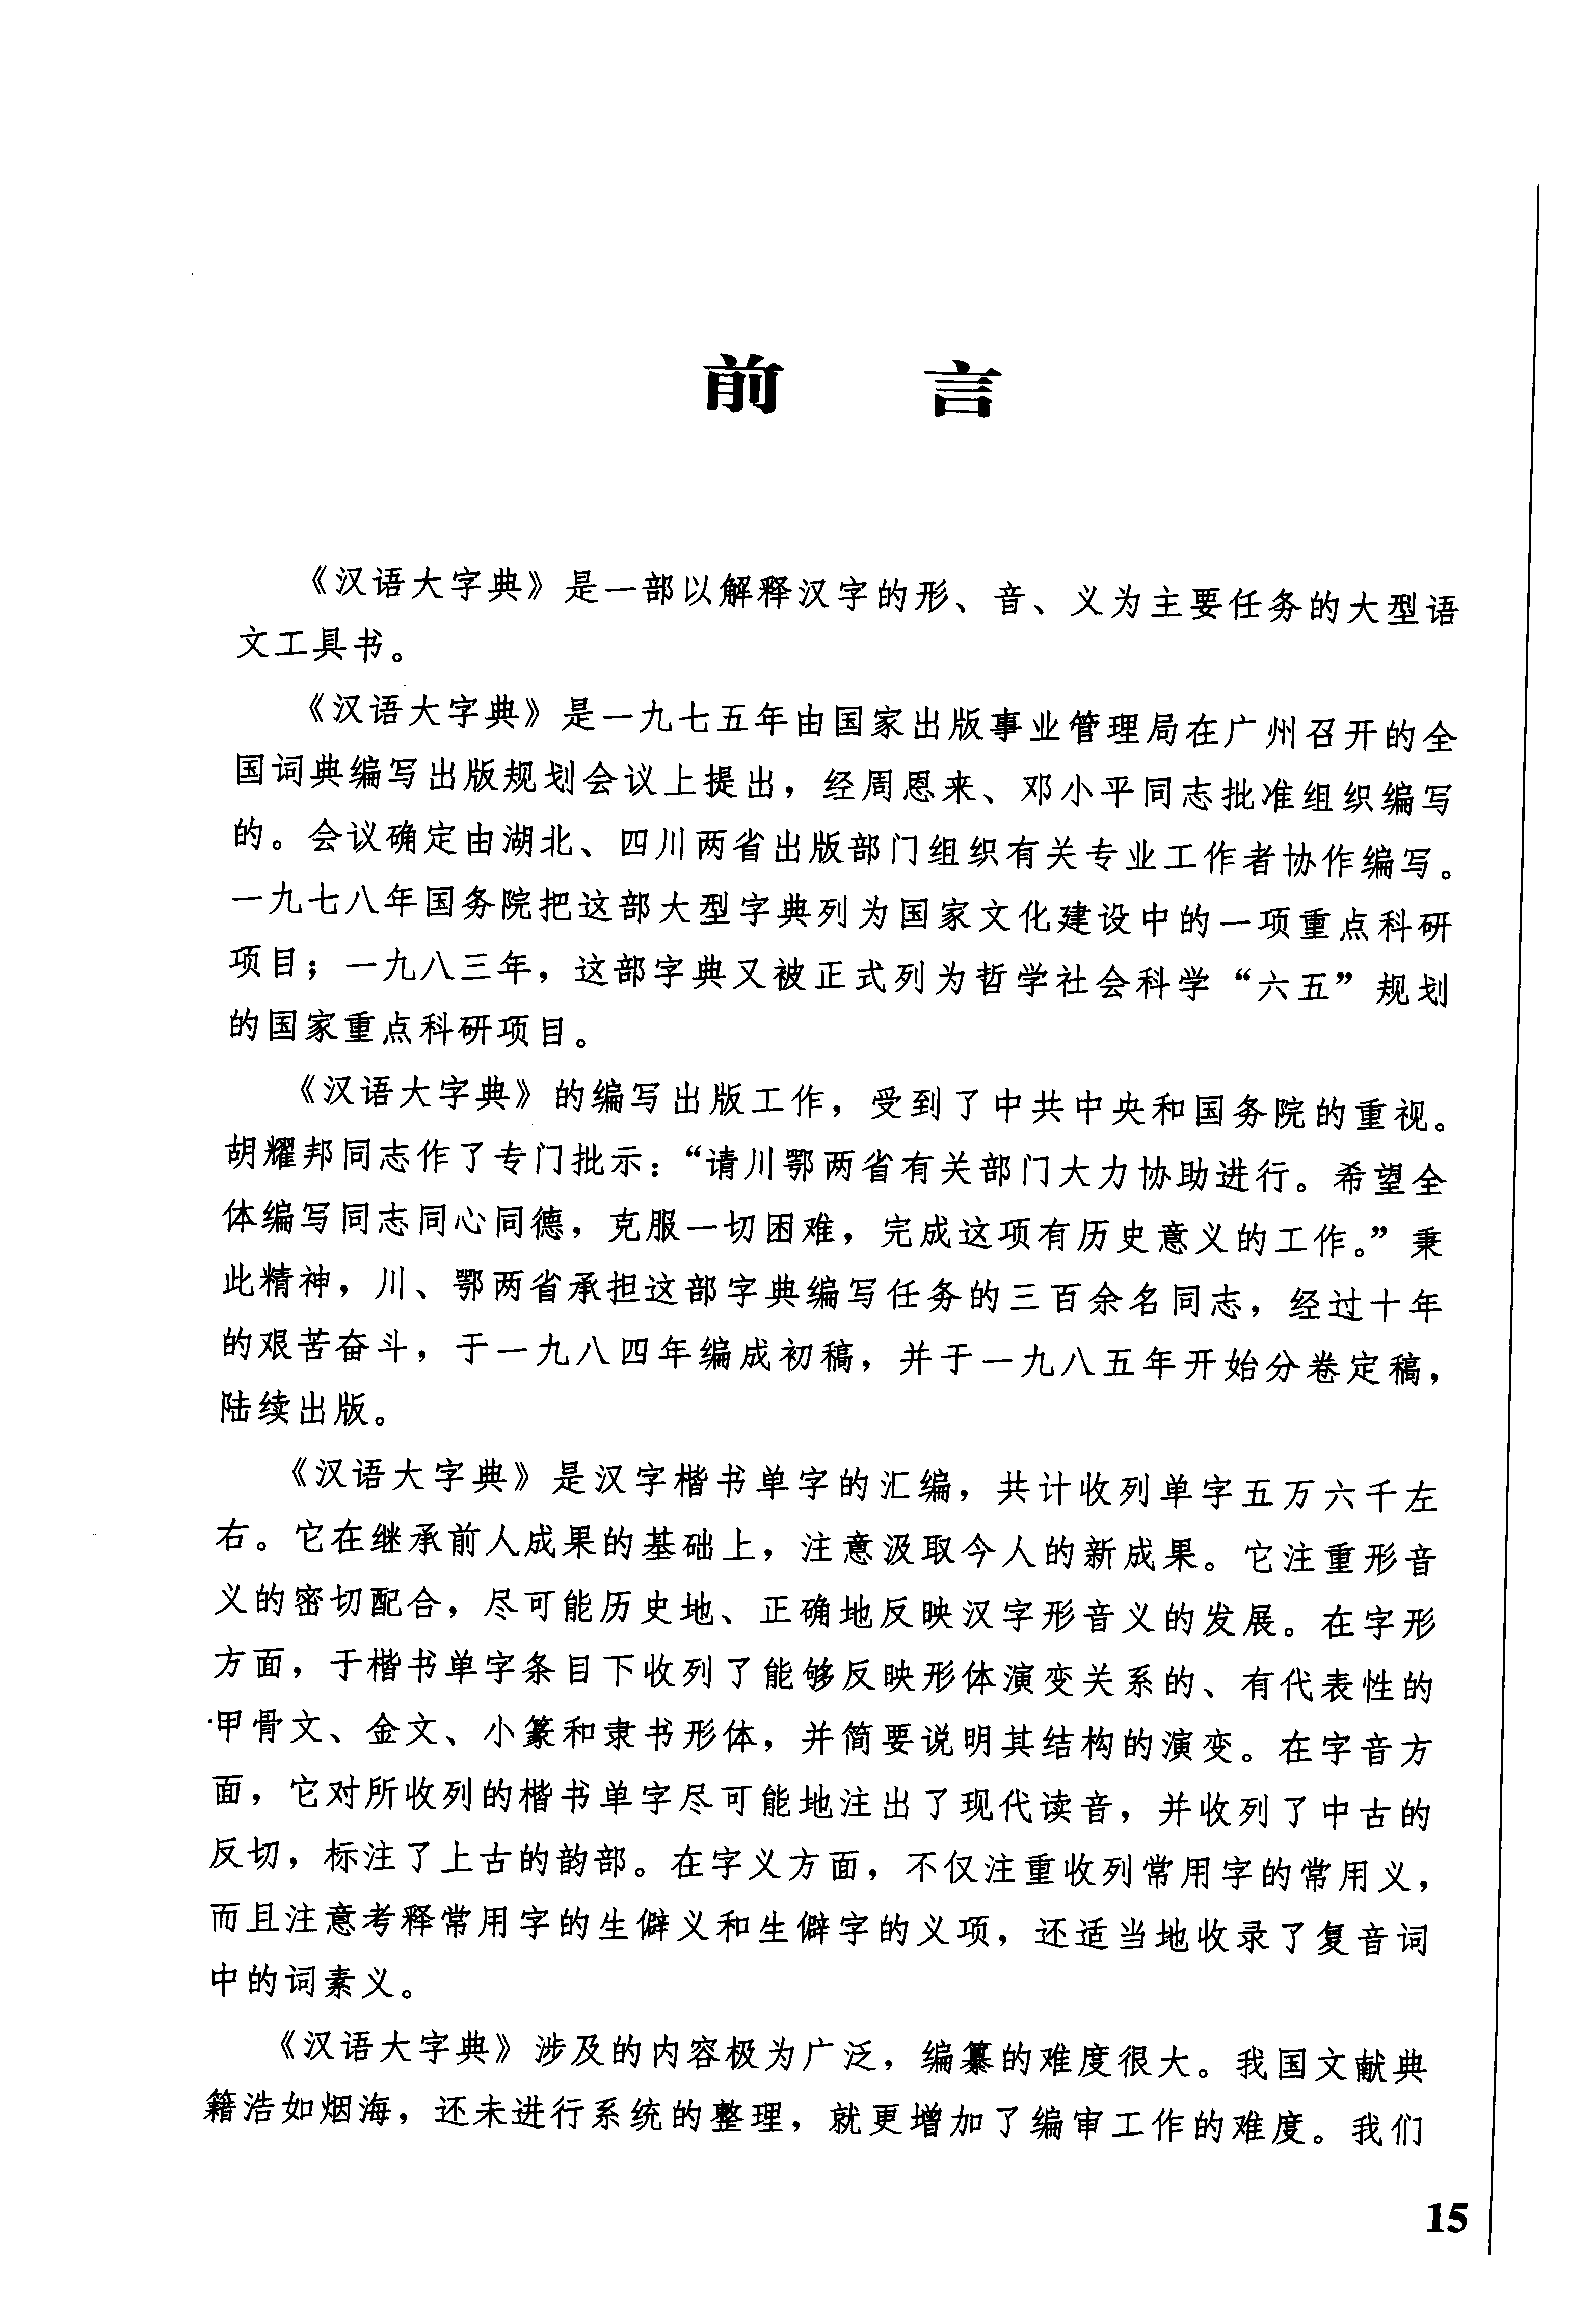 前 言
《汉语大字典》是一部以解释汉字的形、音、义为主要任务的大型语
文工具书。
《汉语大字典》是一九七五年由国家出版事业管理局在广州召开的全
国词典编写出版规划会议上提出，经周恩来、邓小平同志批准组织编写
的。会议确定由湖北、四川两省出版部门组织有关专业工作者协作编写。
一九七八年国务院把这部大型字典列为国家文化建设中的一项重点科研
项目；一九八三年，这部字典又被正式列为哲学社会科学“六五”规划
的国家重点科研项目。
《汉语大字典》的编写出版工作，受到了中共中央和国务院的重视。
胡耀邦同志作了专门批示：“请川鄂两省有关部门大力协助进行。希望全
体编写同志同心同德，克服一切困难，完成这项有历史意义的工作。”秉
此精神，川、鄂两省承担这部字典编写任务的三百余名同志，经过十年
的艰苦奋斗，于一九八四年编成初稿，并于一九八五年开始分卷定稿，
陆续出版。
《汉语大字典》是汉字楷书单字的汇编，共计收列单字五万六千左
右。它在继承前人成果的基础上，注意汲取今人的新成果。它注重形音
义的密切配合，尽可能历史地、正确地反映汉字形音义的发展。在字形
方面，于楷书单字条目下收列了能够反映形体演变关系的、有代表性的
甲骨文、金文、小篆和隶书形体，并简要说明其结构的演变。在字音方
面，它对所收列的楷书单字尽可能地注出了现代读音，并收列了中古的
反切，标注了上古的韵部。在字义方面，不仅注重收列常用字的常用义，
而且注意考释常用字的生僻义和生僻字的义项，还适当地收录了复音词
中的词素义。
《汉语大字典》涉及的内容极为广泛，编纂的难度很大。我国文献典
籍浩如烟海，还未进行系统的整理，就更增加了编审工作的难度。我们
15